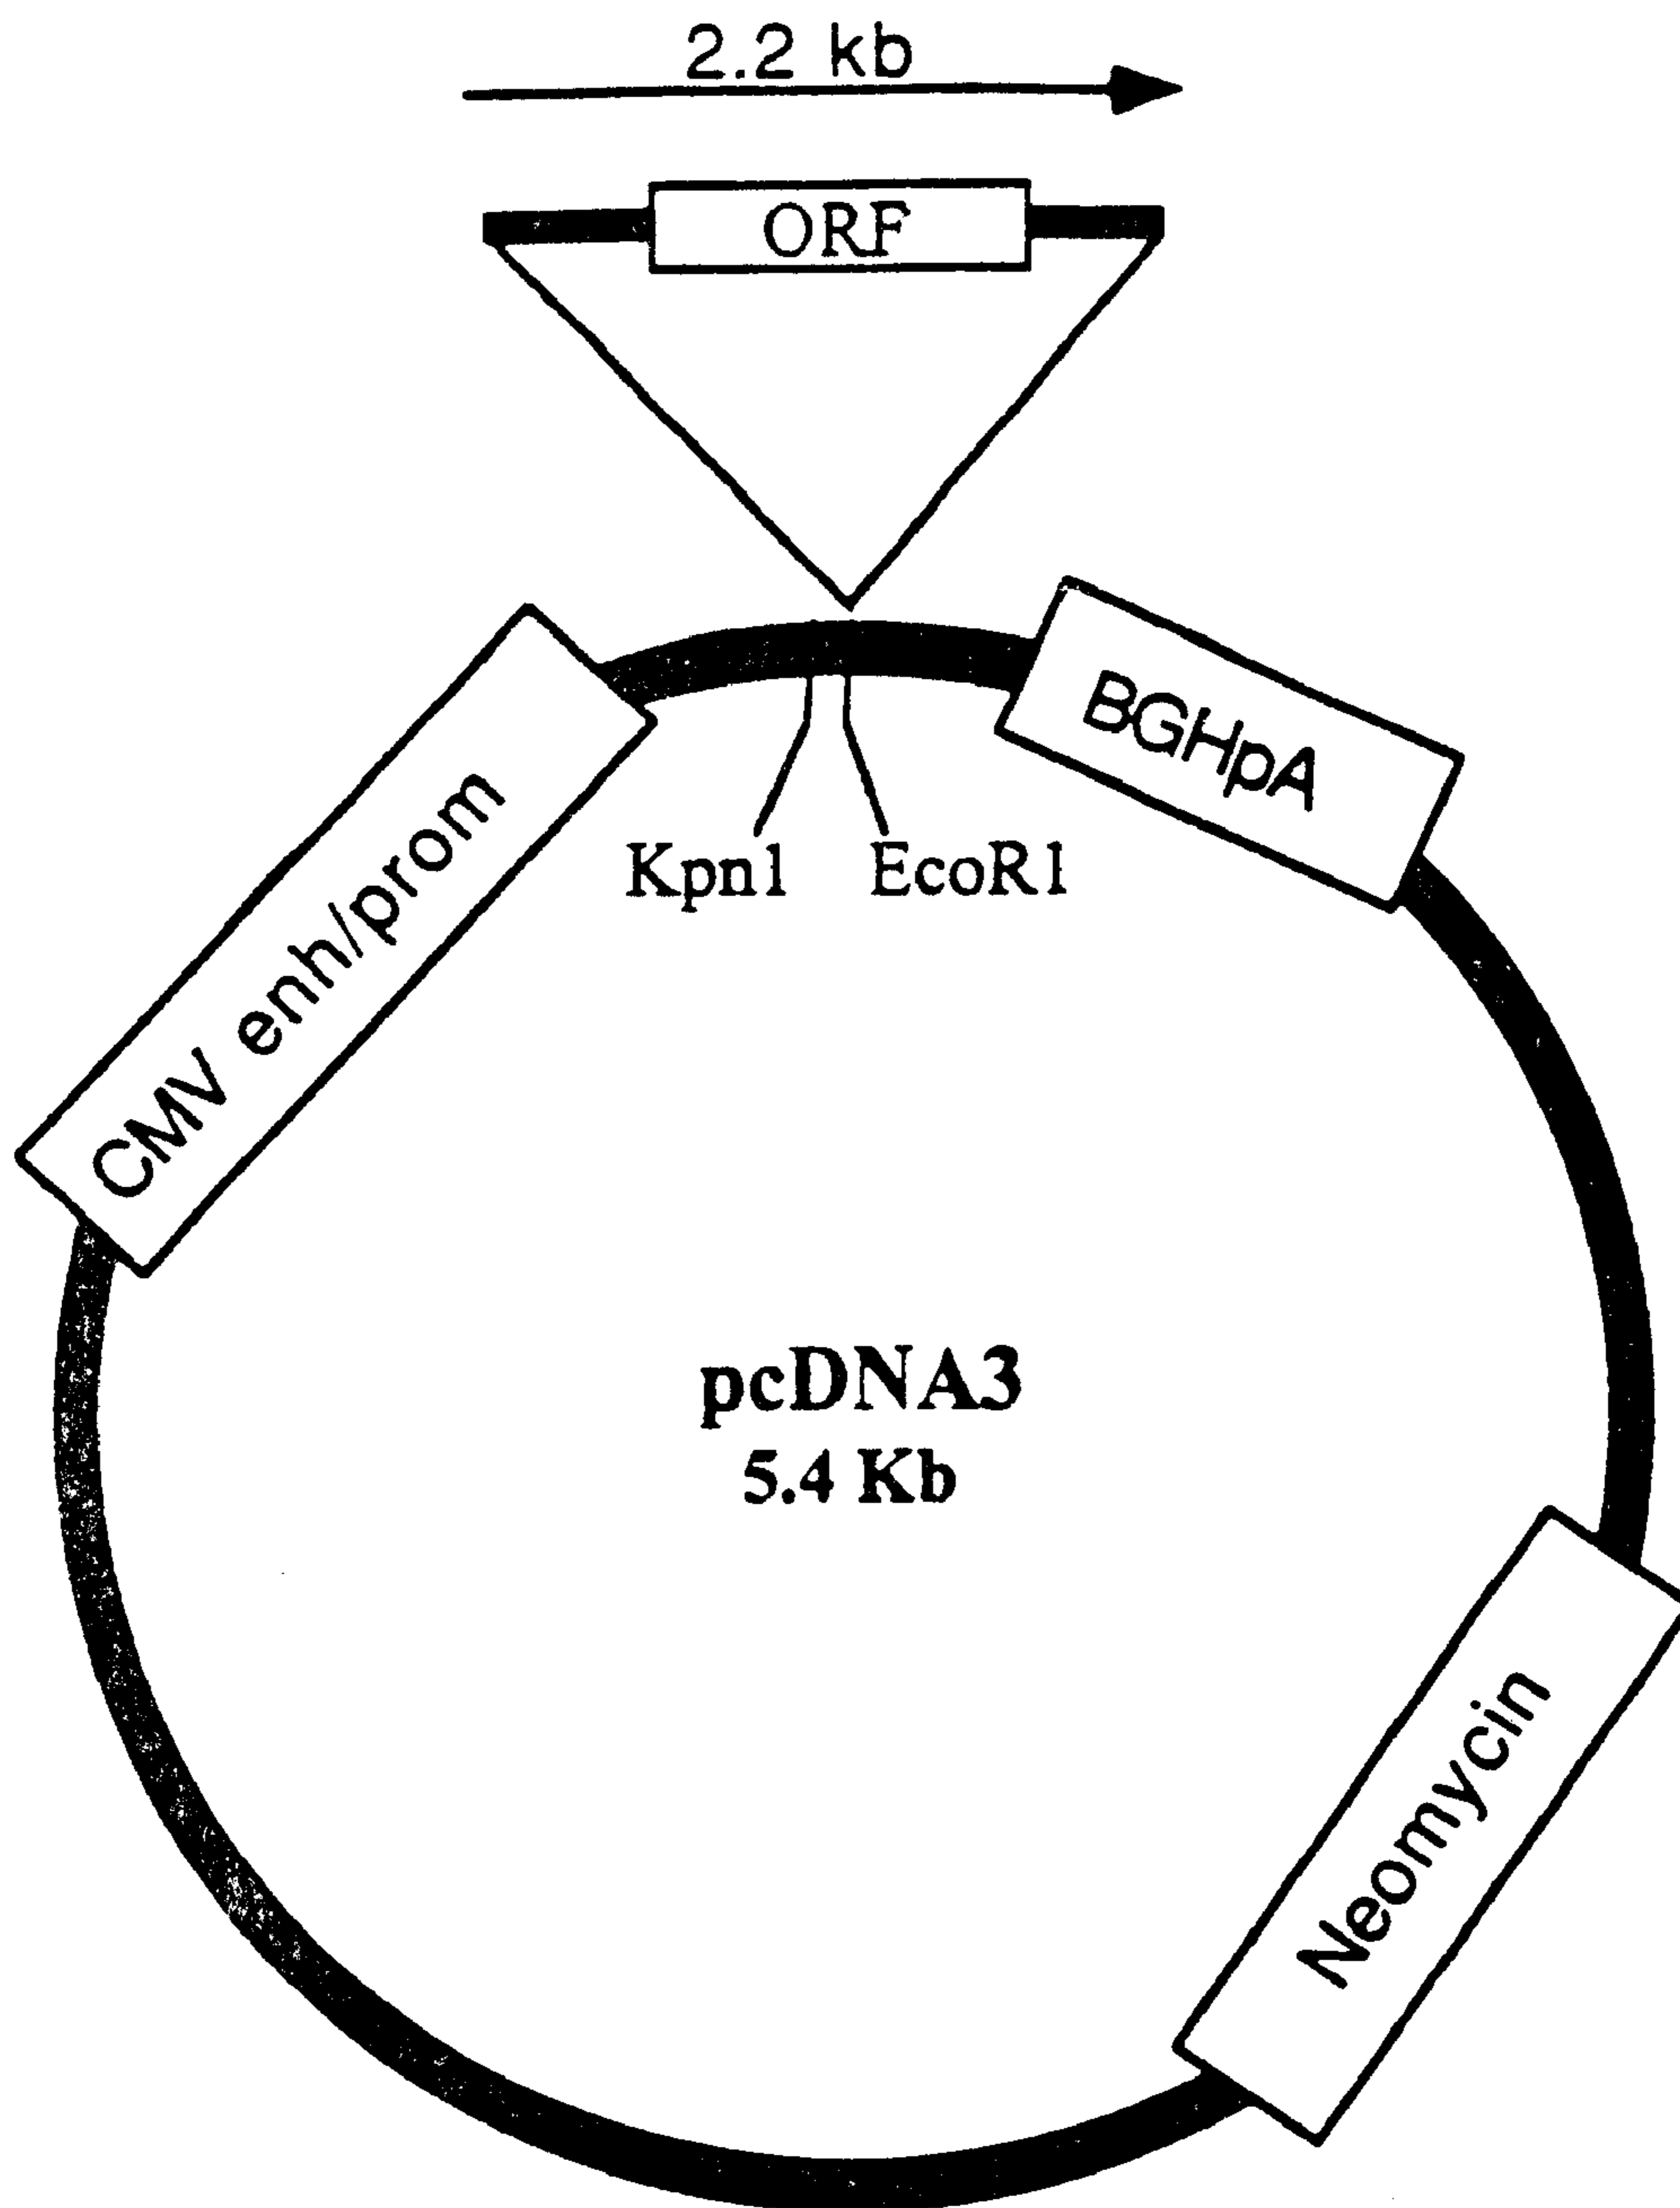 2.2 kb
ORF
BGHpA
CMV enh/prom
Kpn1
EcoR1
pcDNA3
5.4 Kb
Neomycin